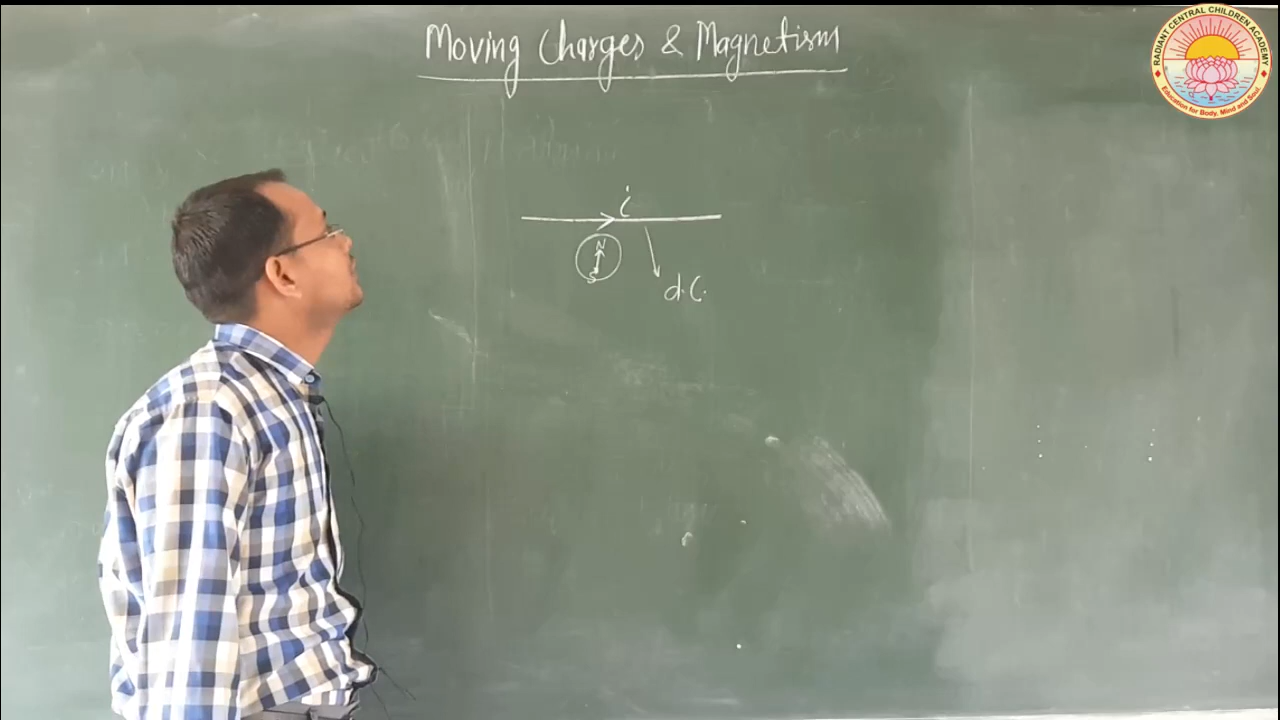 Moving Charges & Magnetism
i
N
S
d.C.
RADIANT CENTRAL CHILDREN ACADEMY
Education for Body, Mind and Soul.